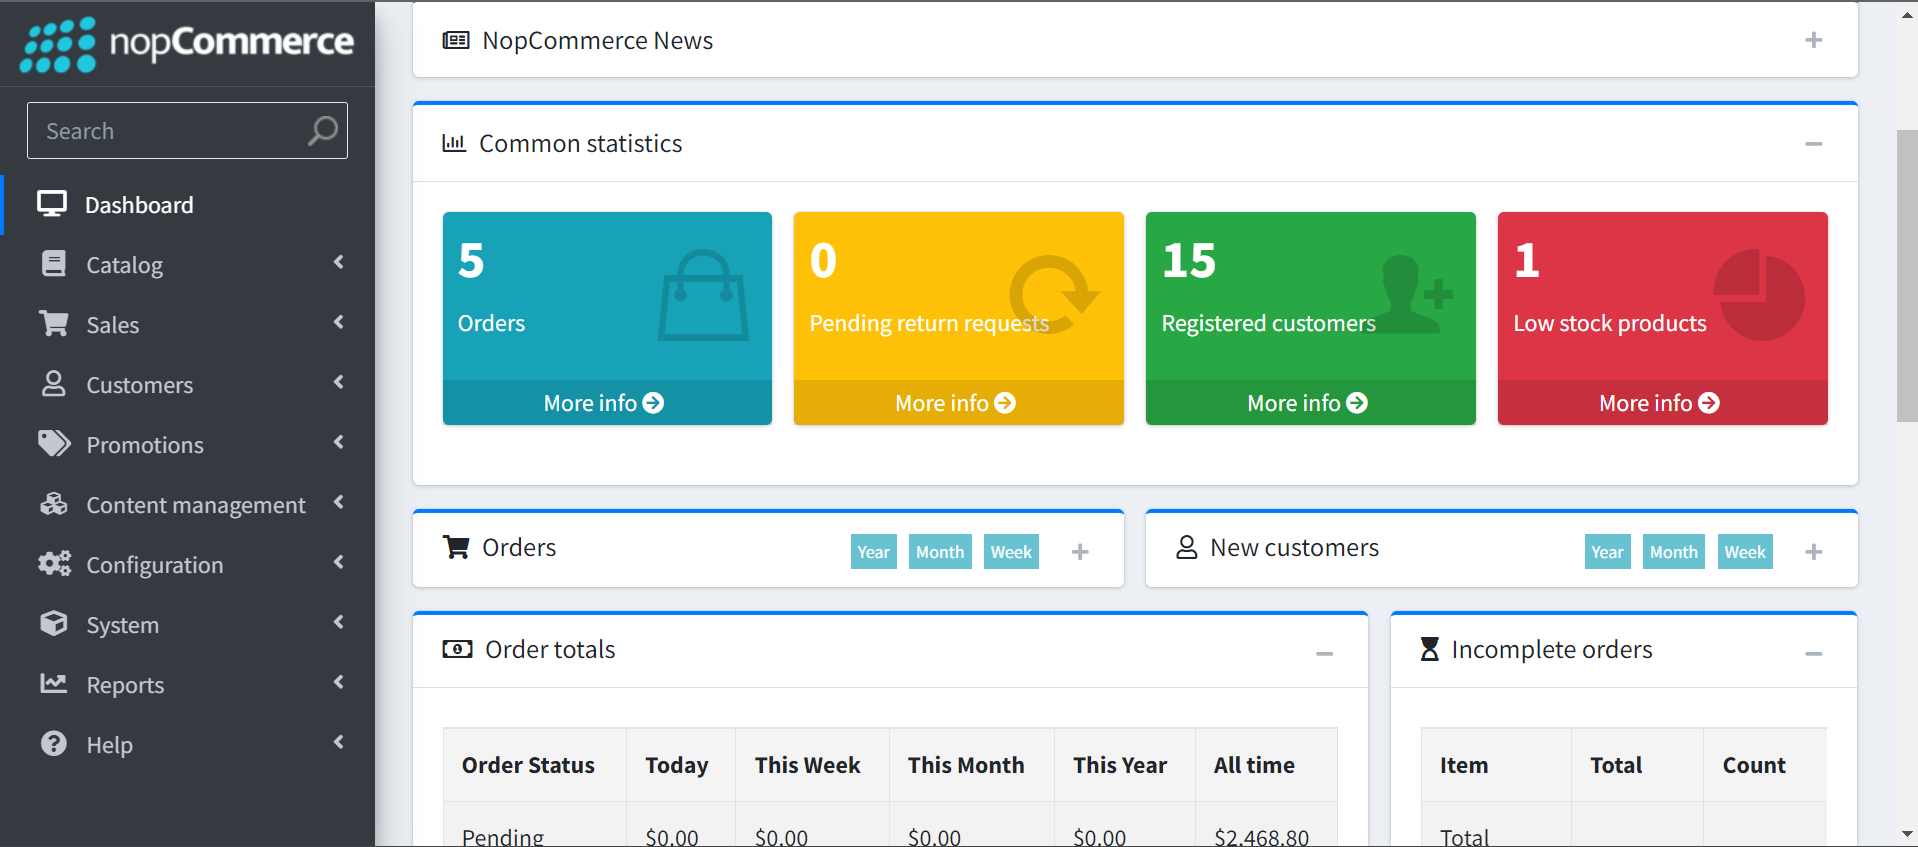 nopCommerce
Search
Dashboard
Catalog
Sales
Customers
Promotions
Content management
Configuration
System
Reports
Help
NopCommerce News
Common statistics
5
Orders
More info
0
Pending return requests
More info
15
Registered customers
More info
1
Low stock products
More info
Orders Year Month Week
New customers Year Month Week
Order totals
Order Status Today This Week This Month This Year All time
Pending $0.00 $0.00 $0.00 $0.00 $2,468.80
Incomplete orders
Item Total Count
Total